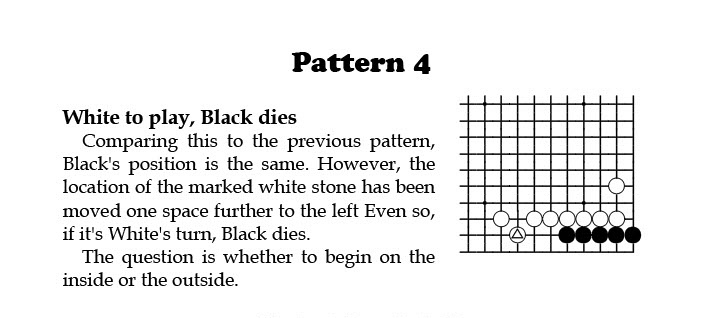 Pattern 4
White to play, Black dies
Comparing this to the previous pattern,
Black's position is the same. However, the
location of the marked white stone has been
moved one space further to the left Even so,
if it's White's turn, Black dies.
The question is whether to begin on the
inside or the outside.